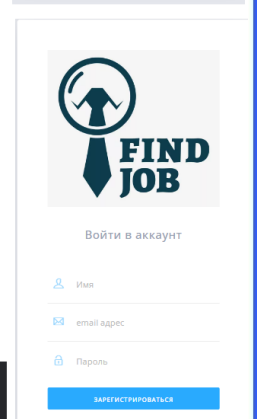 FIND
JOB
Войти в аккаунт
Имя
email адрес
Пароль
ЗАРЕГИСТРИРОВАТЬСЯ